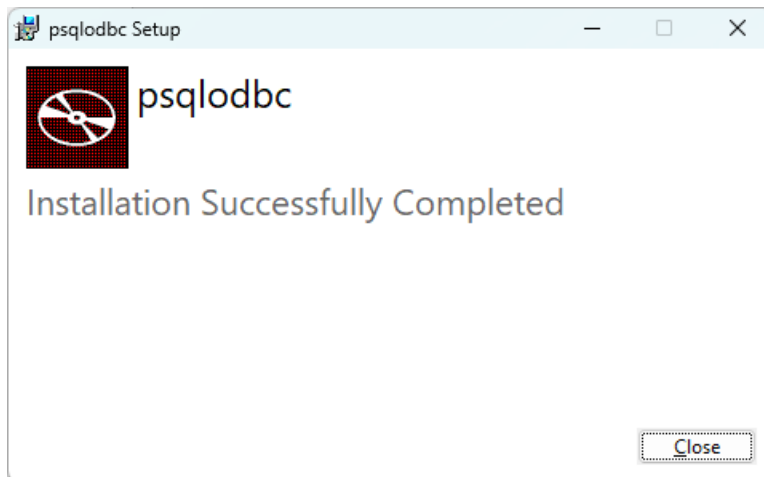 psqlodbc Setup
psqlodbc
Installation Successfully Completed
Close